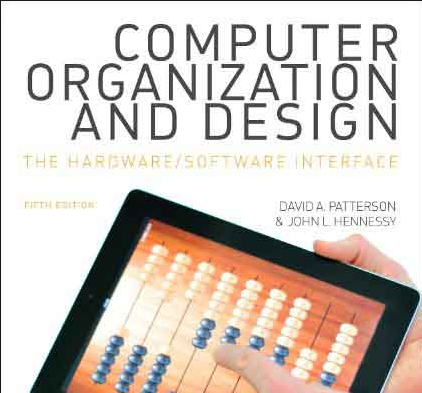 COMPUTER
ORGANIZATION
AND DESIGN
THE HARDWARE/SOFTWARE INTERFACE
FIFTH EDITION
DAVID A. PATTERSON
& JOHN L. HENNESSY